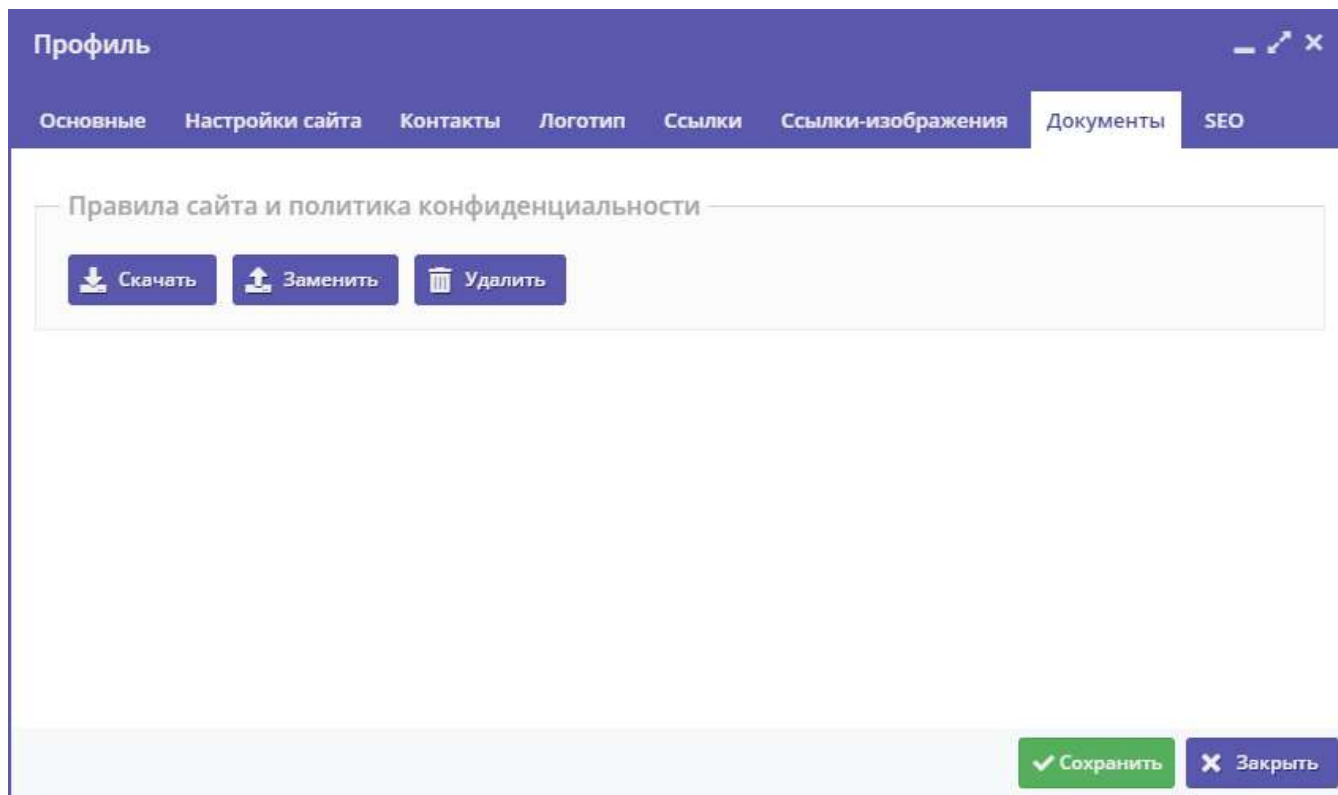 Профиль
Основные Настройки сайта Контакты Логотип Ссылки Ссылки-изображения Документы SEO
Правила сайта и политика конфиденциальности
Скачать Заменить Удалить
Сохранить Закрыть